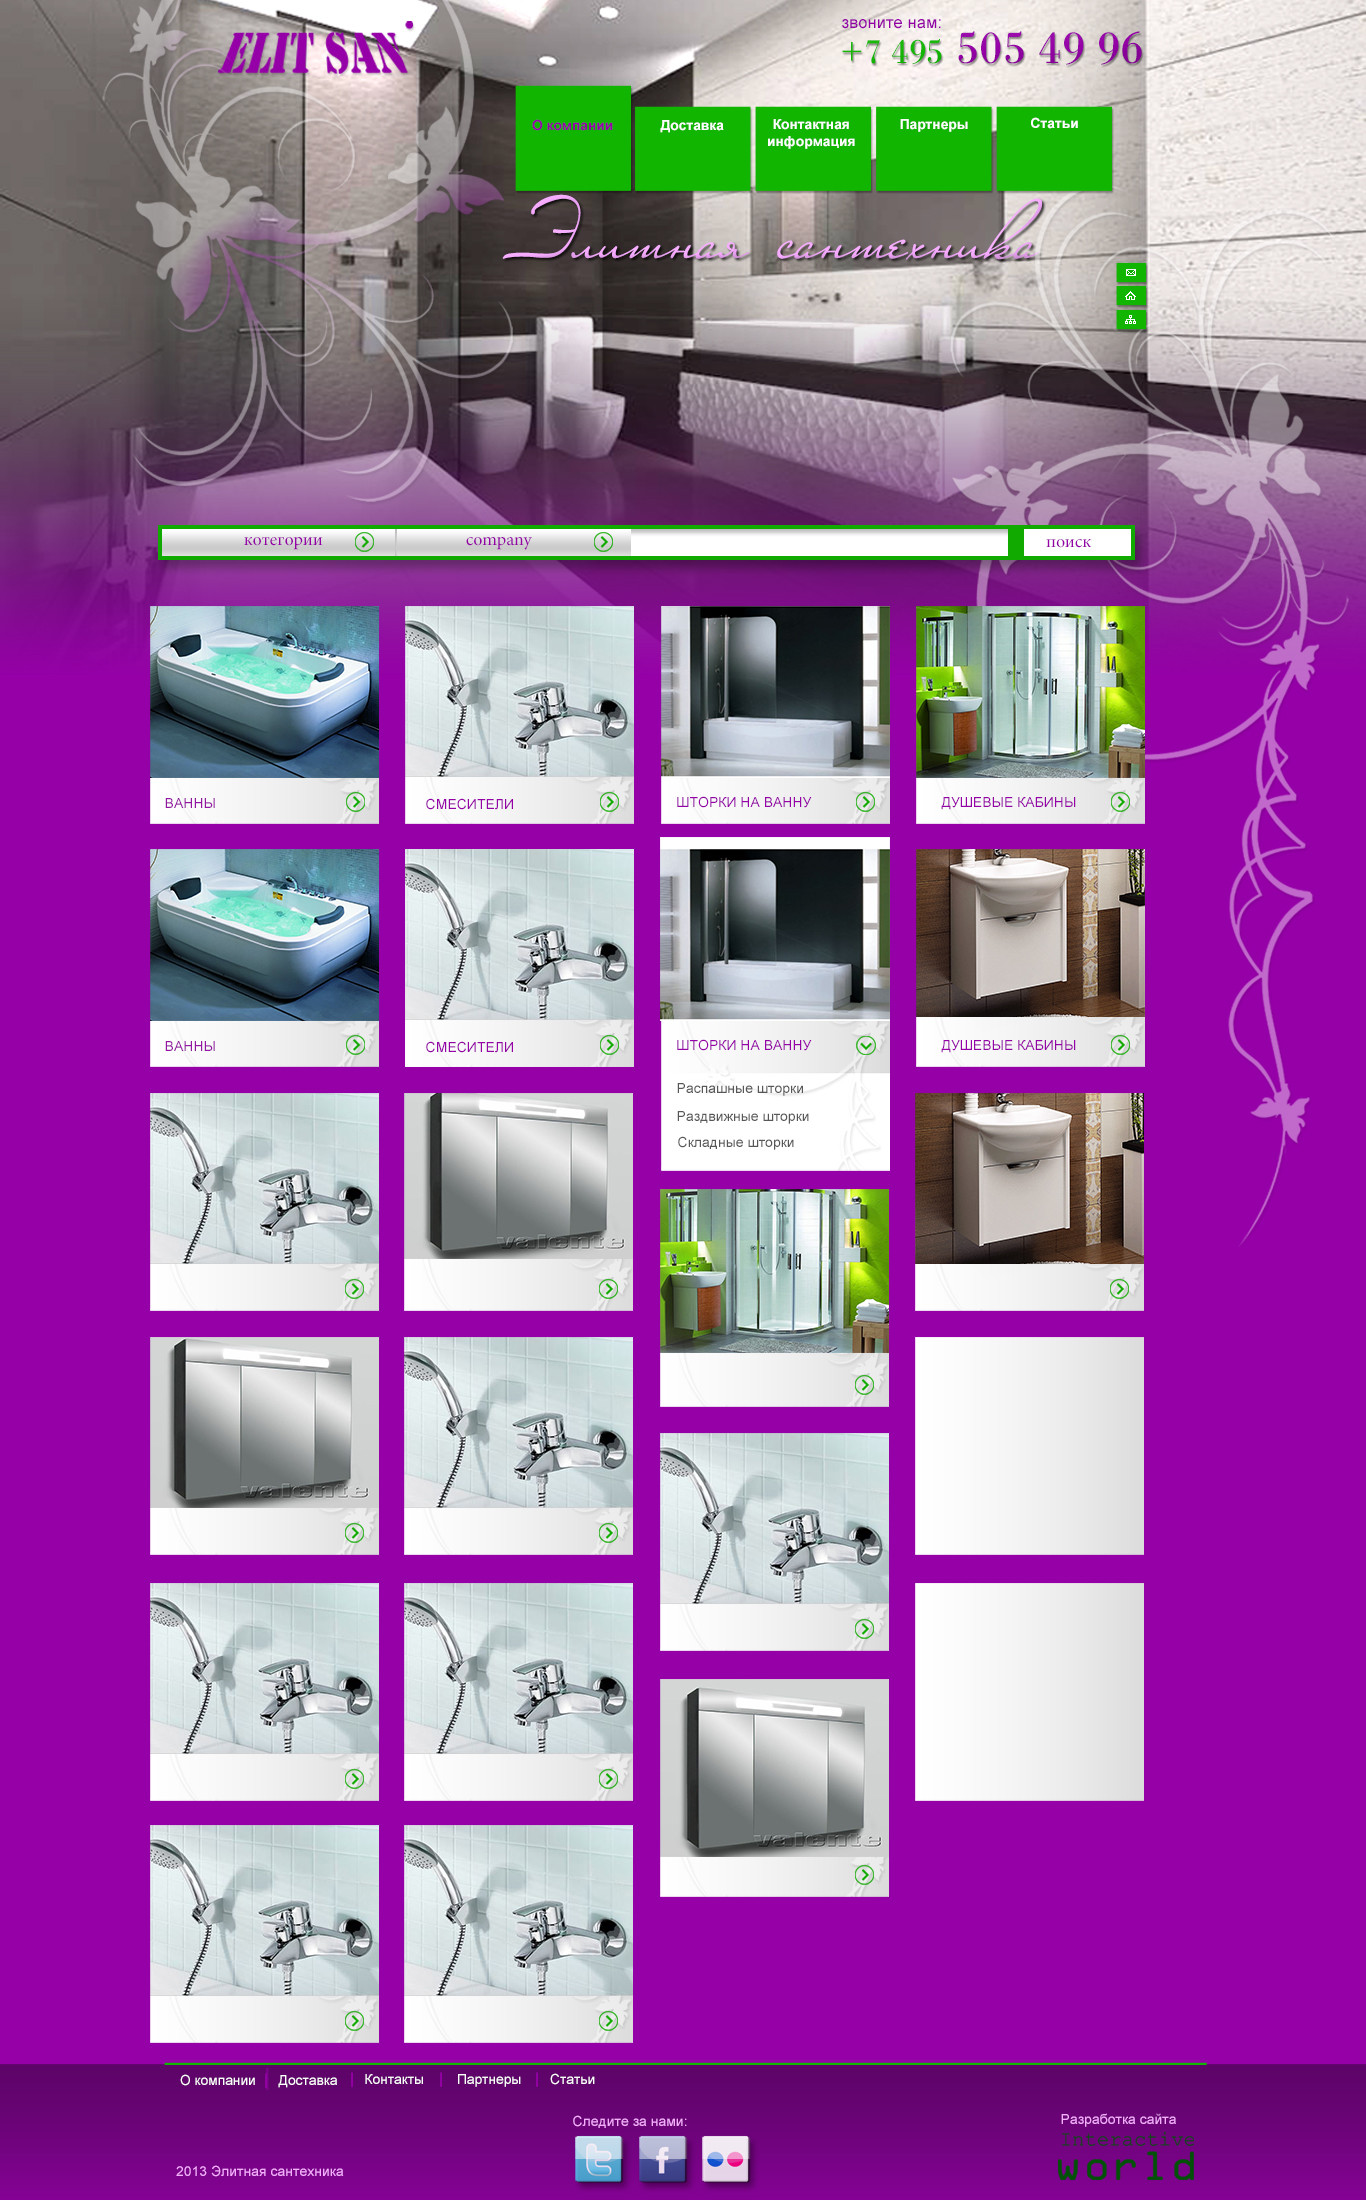 ELIT SAN
звоните нам:
+7 495 505 49 96
О компании
Доставка
Контактная
информация
Партнеры
Статьи
Элитная сантехника
котегории
company
поиск
ВАННЫ
СМЕСИТЕЛИ
ШТОРКИ НА ВАННУ
ДУШЕВЫЕ КАБИНЫ
ВАННЫ
СМЕСИТЕЛИ
ШТОРКИ НА ВАННУ
ДУШЕВЫЕ КАБИНЫ
Распашные шторки
Раздвижные шторки
Складные шторки
valente
valente
valente
О компании
Доставка
Контакты
Партнеры
Статьи
Следите за нами:
t
f
Разработка сайта
interactive
world
2013 Элитная сантехника